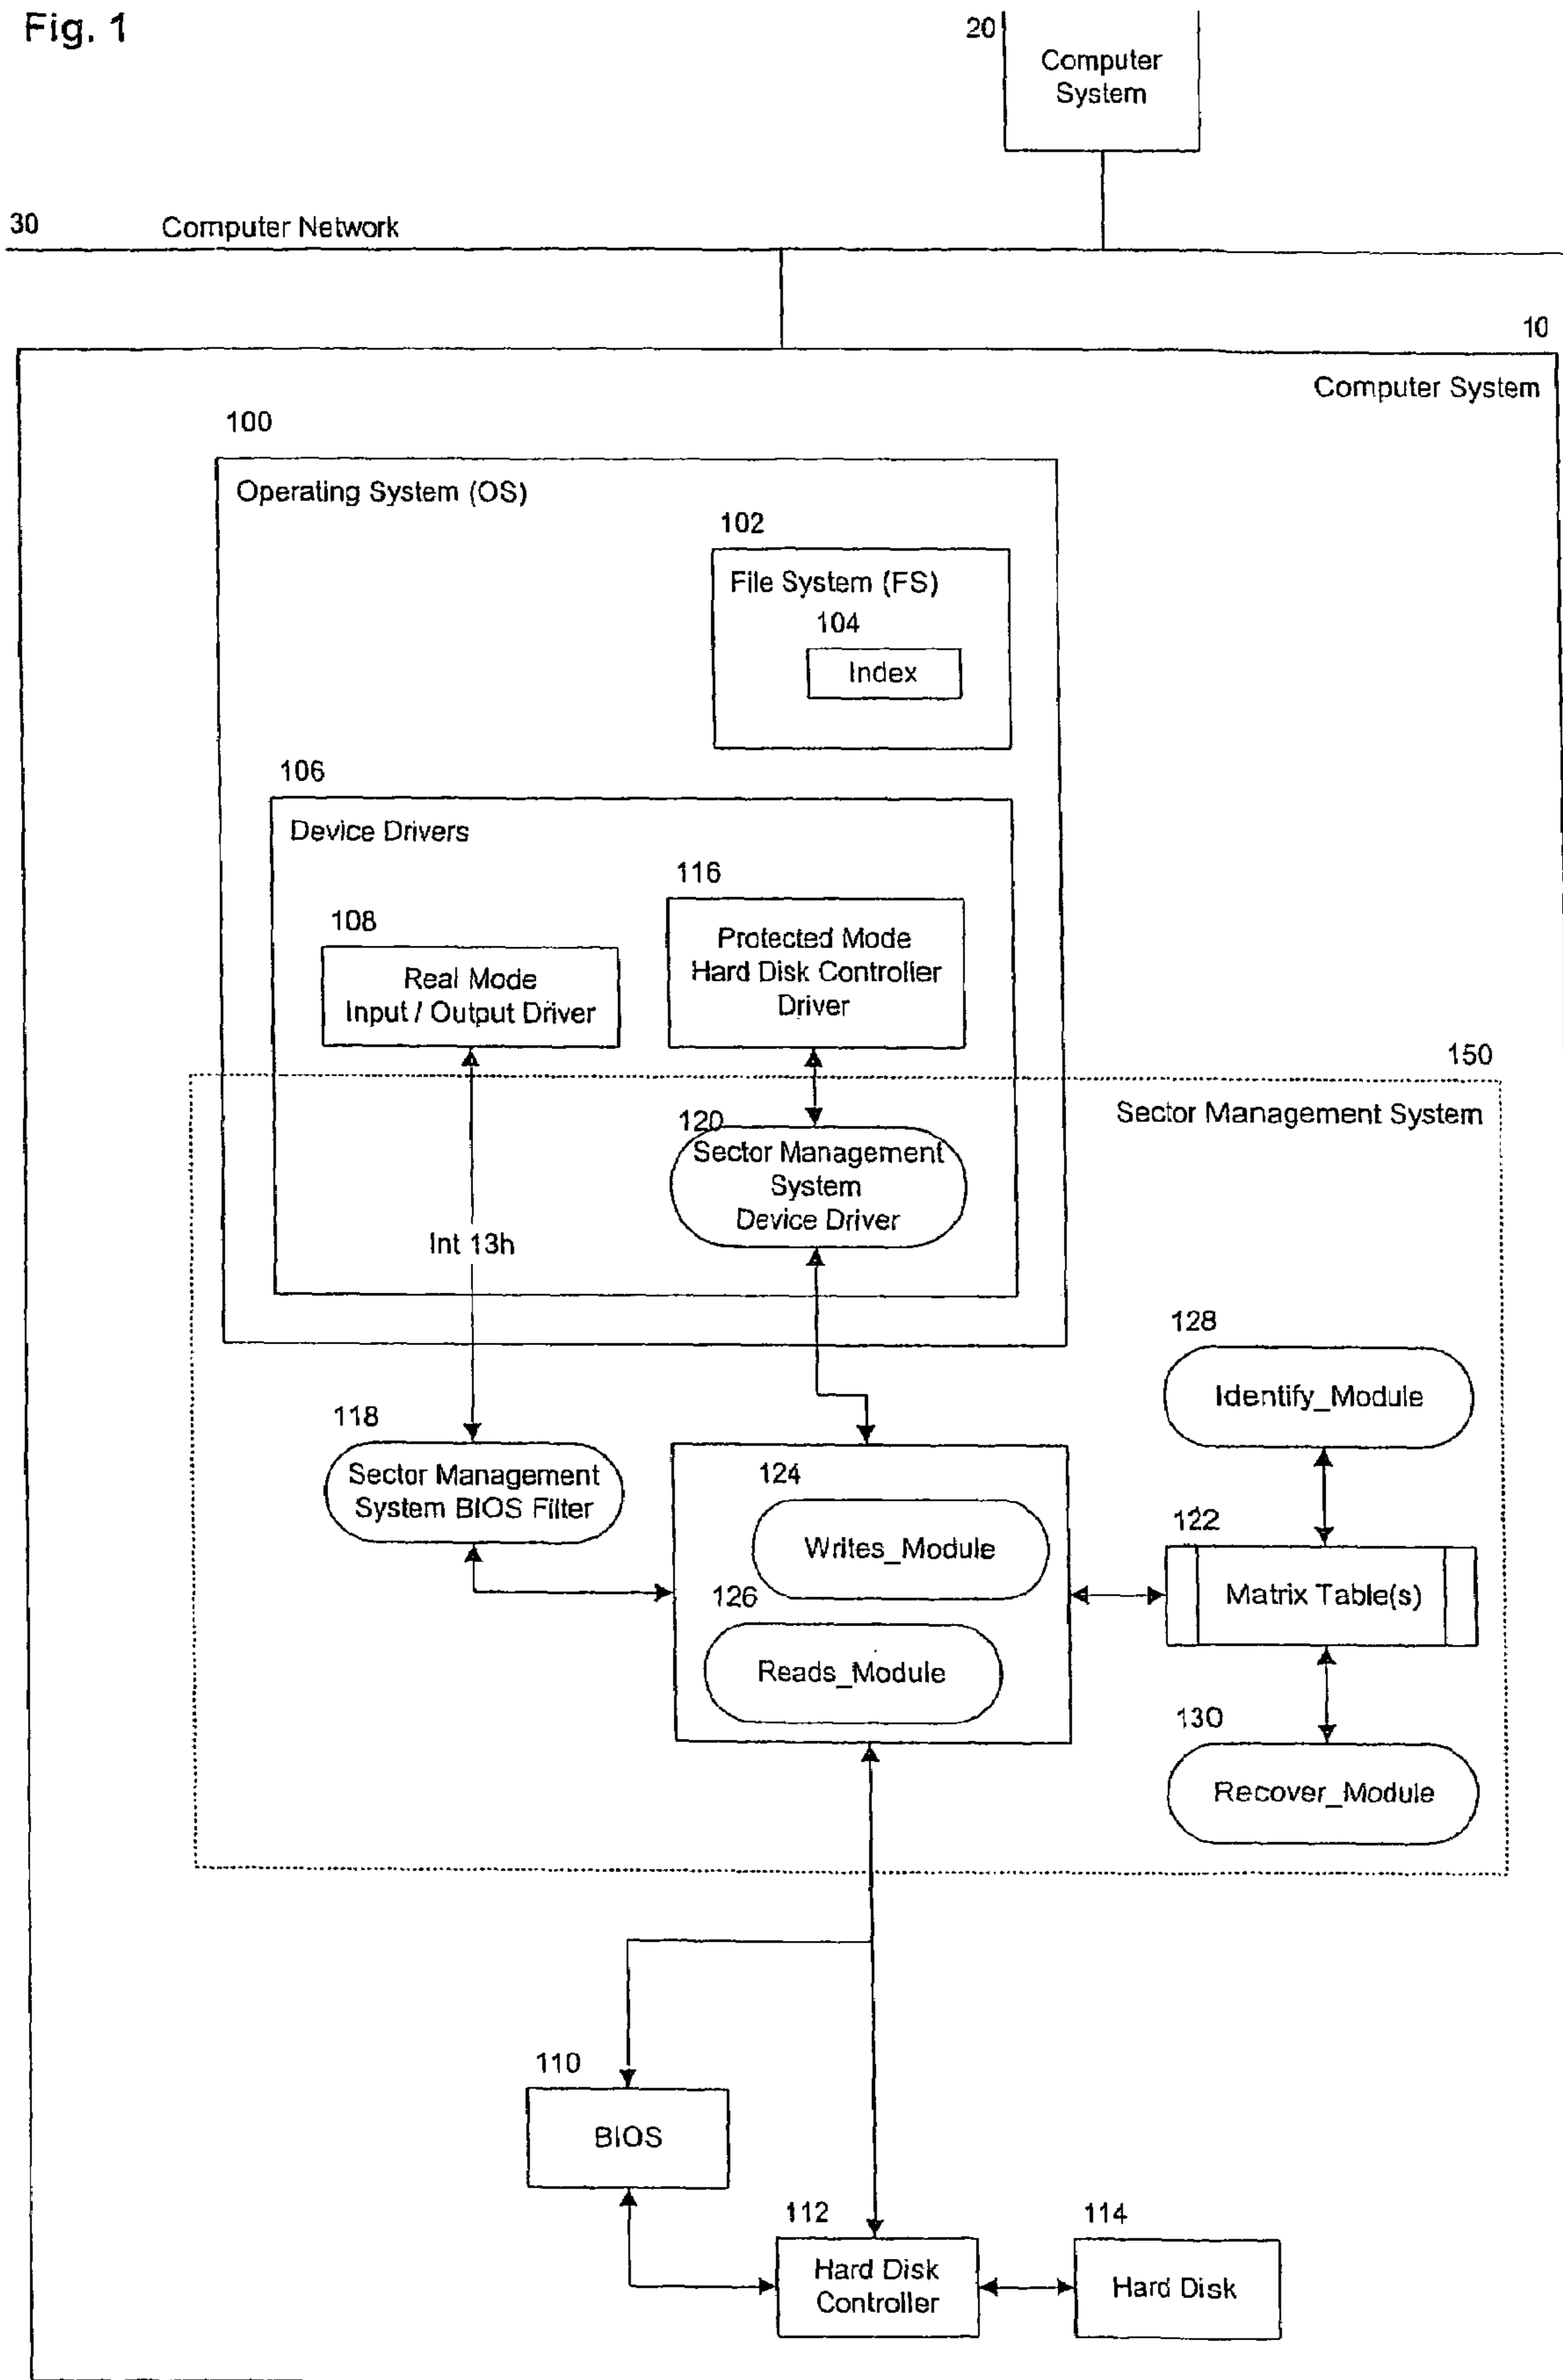 Fig. 1
20
Computer
System
30
Computer Network
10
Computer System
100
Operating System (OS)
102
File System (FS)
104
Index
106
Device Drivers
116
Protected Mode
Hard Disk Controller
Driver
108
Real Mode
Input / Output Driver
150
Sector Management System
120
Sector Management
System
Device Driver
Int 13h
128
Identify_Module
118
Sector Management
System BIOS Filter
124
Writes_Module
122
Matrix Table(s)
126
Reads_Module
130
Recover_Module
110
BIOS
112
Hard Disk
Controller
114
Hard Disk